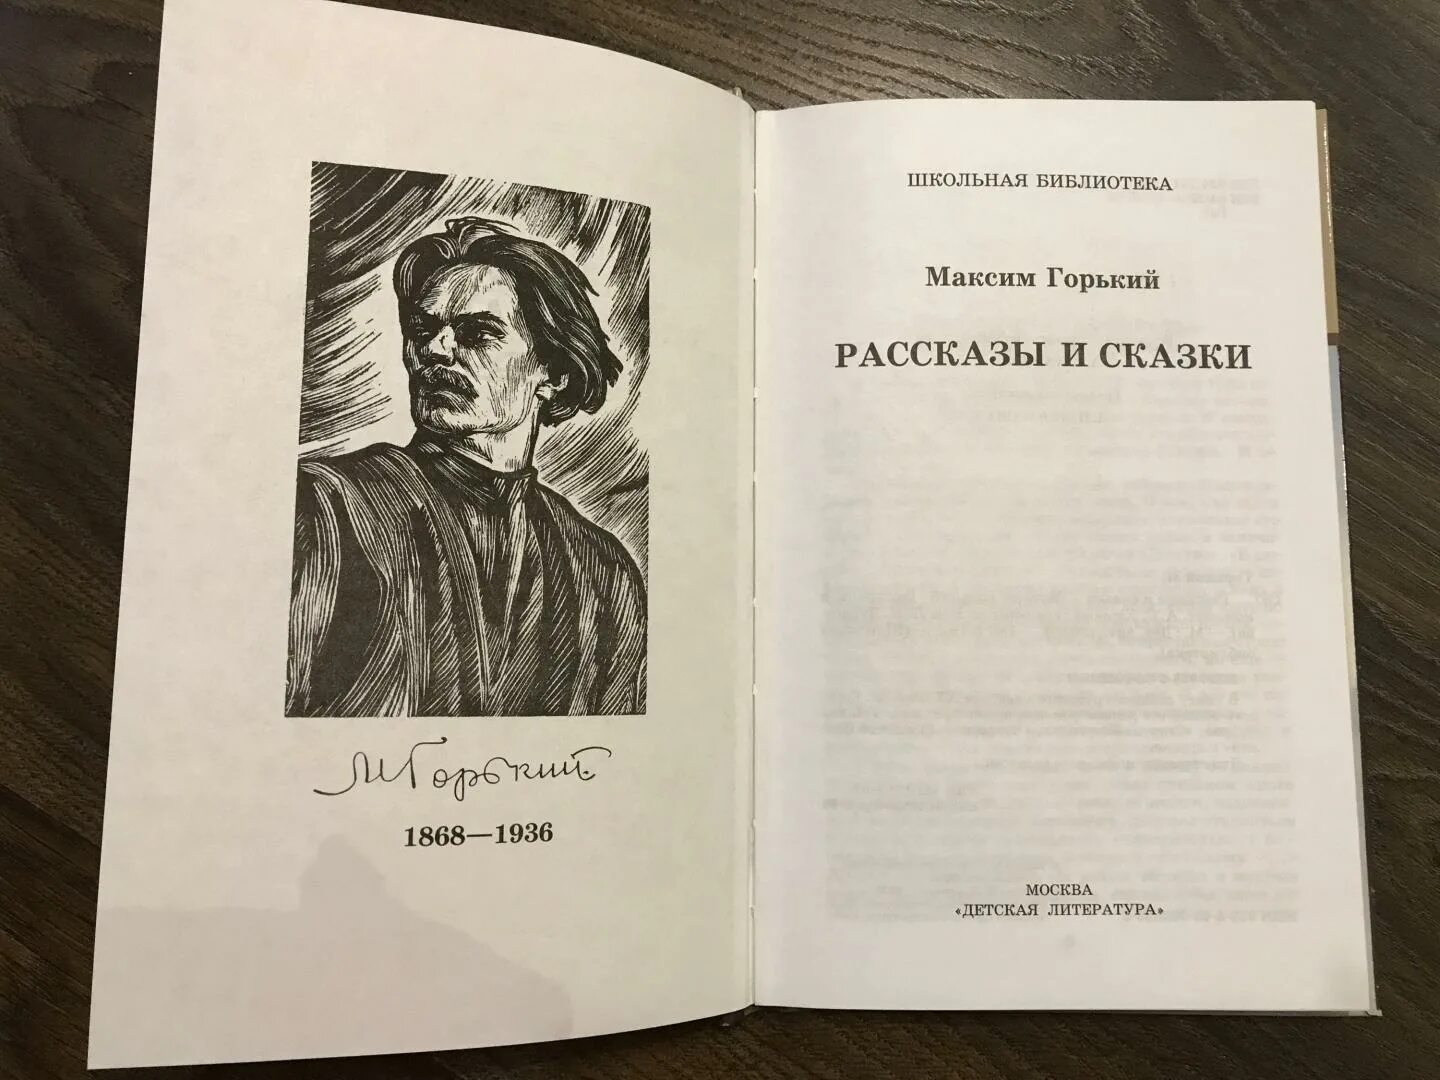 М Горький
1868—1936
ШКОЛЬНАЯ БИБЛИОТЕКА
Максим Горький
РАССКАЗЫ И СКАЗКИ
МОСКВА
«ДЕТСКАЯ ЛИТЕРАТУРА»